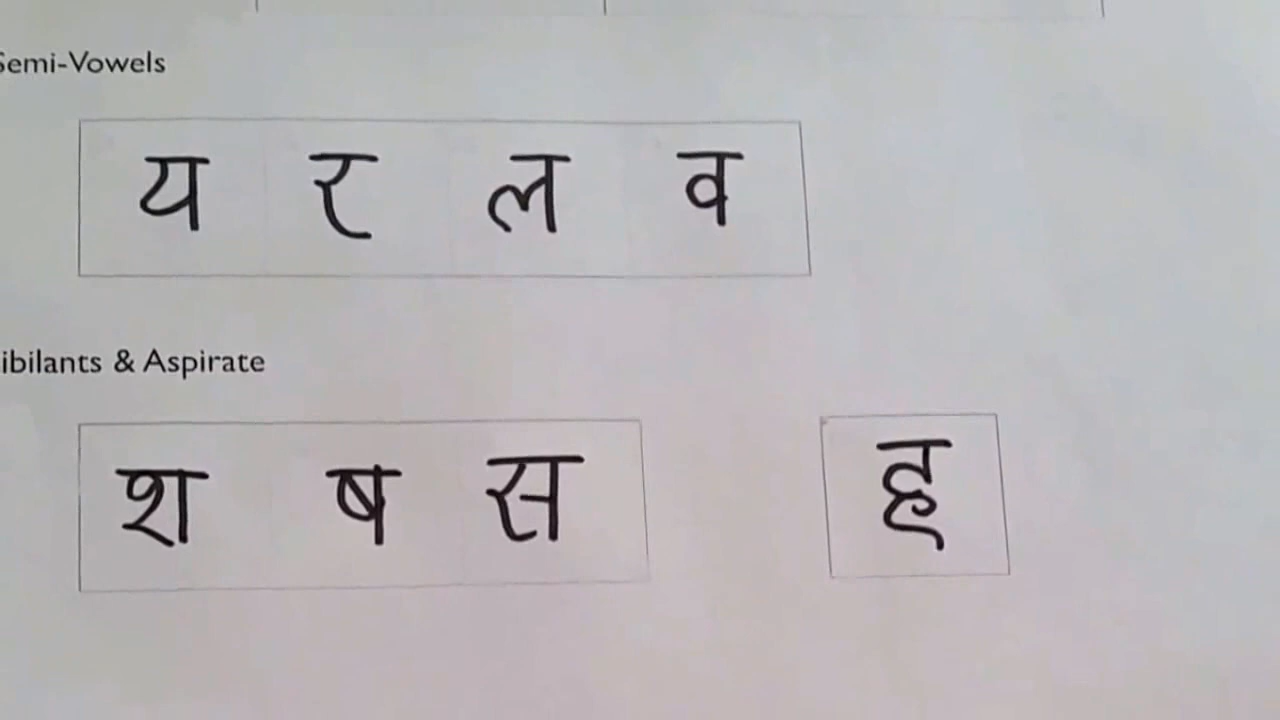 Semi-Vowels
य र ल व
ibilants & Aspirate
श ष स ह